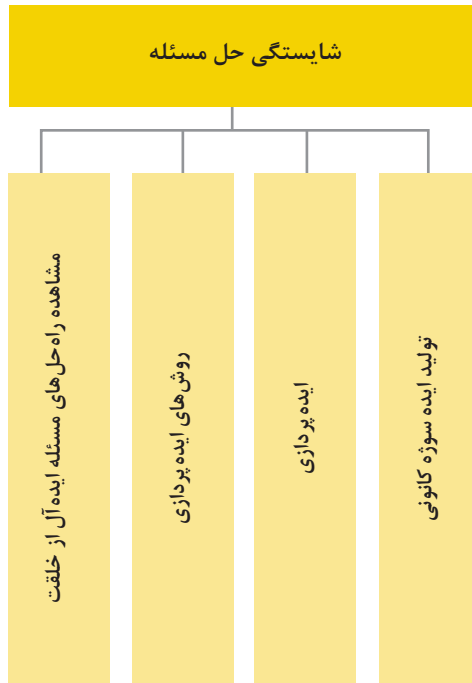 شایستگی حل مسئله
تولید ایده سوژه کانونی
ایده پردازی
روش‌های ایده پردازی
مشاهده راه‌حل‌های مسئله ایده‌آل از خلقت